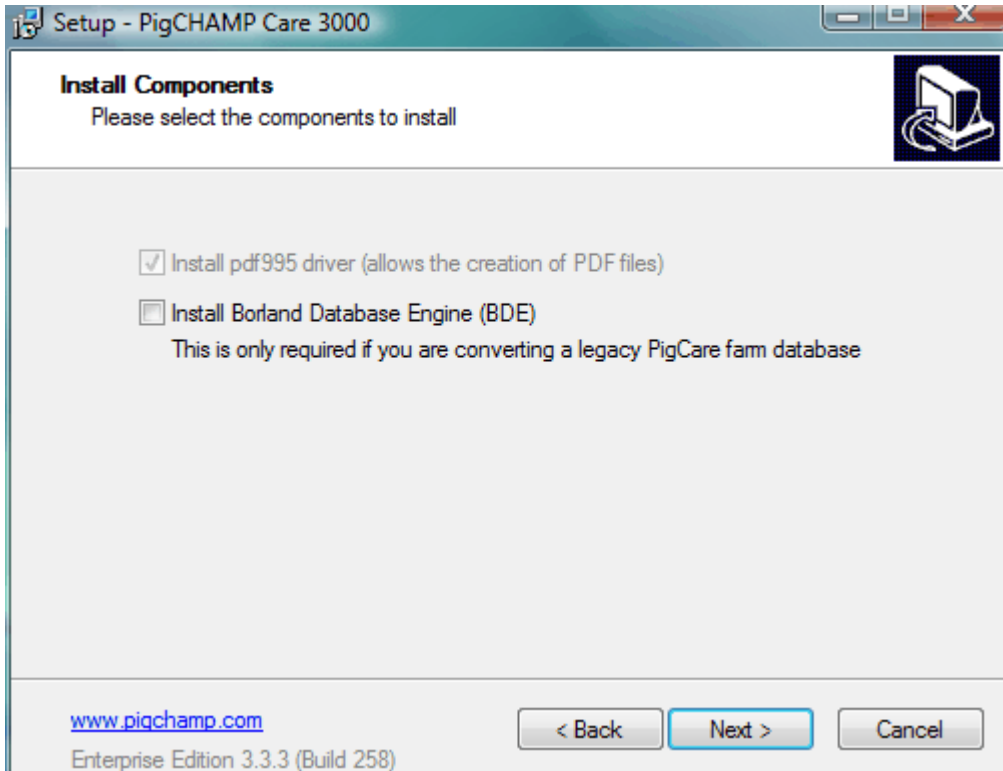 Setup - PigCHAMP Care 3000
Install Components
Please select the components to install
Install pdf995 driver (allows the creation of PDF files)
Install Borland Database Engine (BDE)
This is only required if you are converting a legacy PigCare farm database
www.pigchamp.com
< Back
Next >
Cancel
Enterprise Edition 3.3.3 (Build 258)